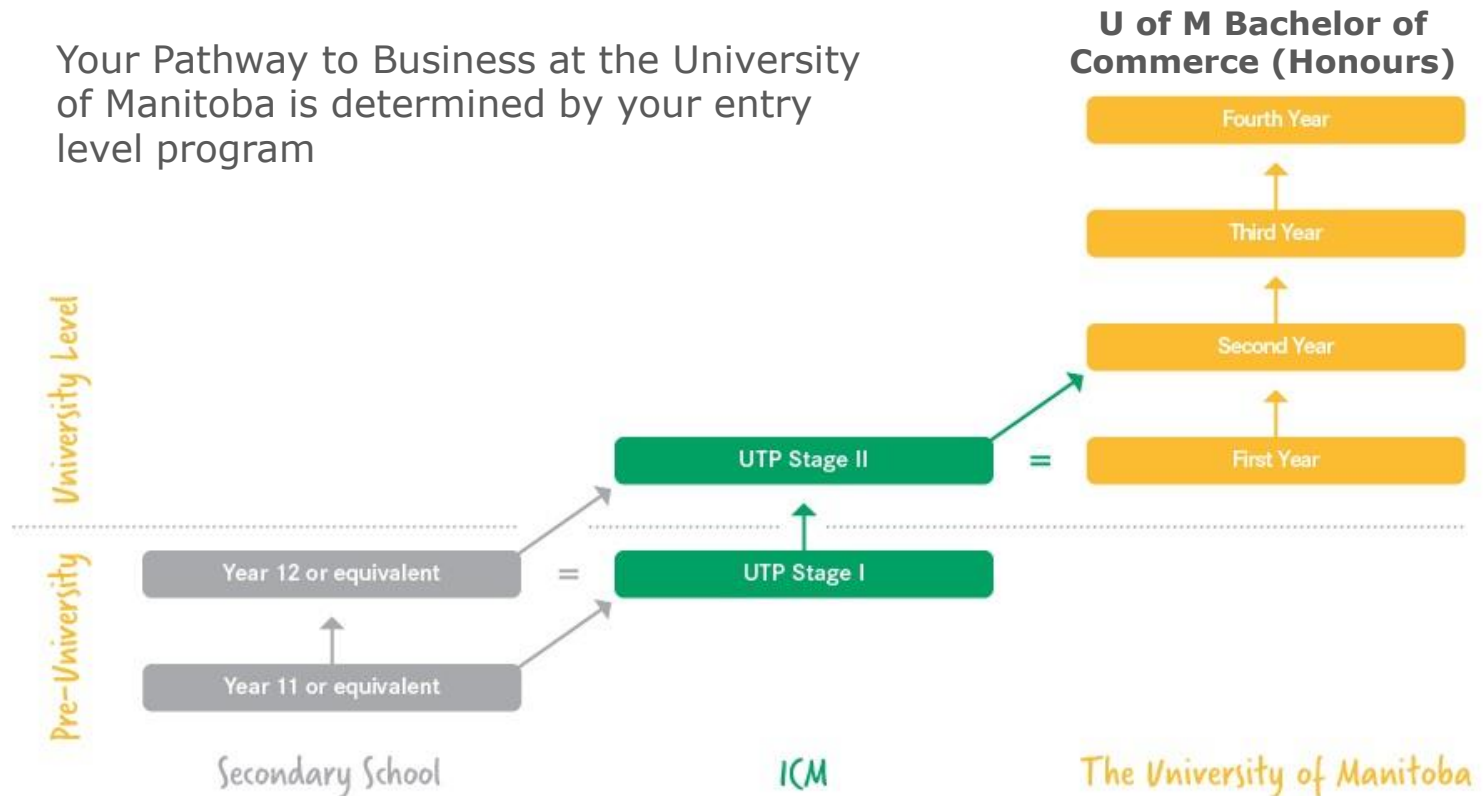 Your Pathway to Business at the University
of Manitoba is determined by your entry
level program
U of M Bachelor of
Commerce (Honours)
Fourth Year
Third Year
Second Year
University Level
UTP Stage II
=
First Year
Pre-University
Year 12 or equivalent
=
UTP Stage I
Year 11 or equivalent
Secondary School
ICM
The University of Manitoba